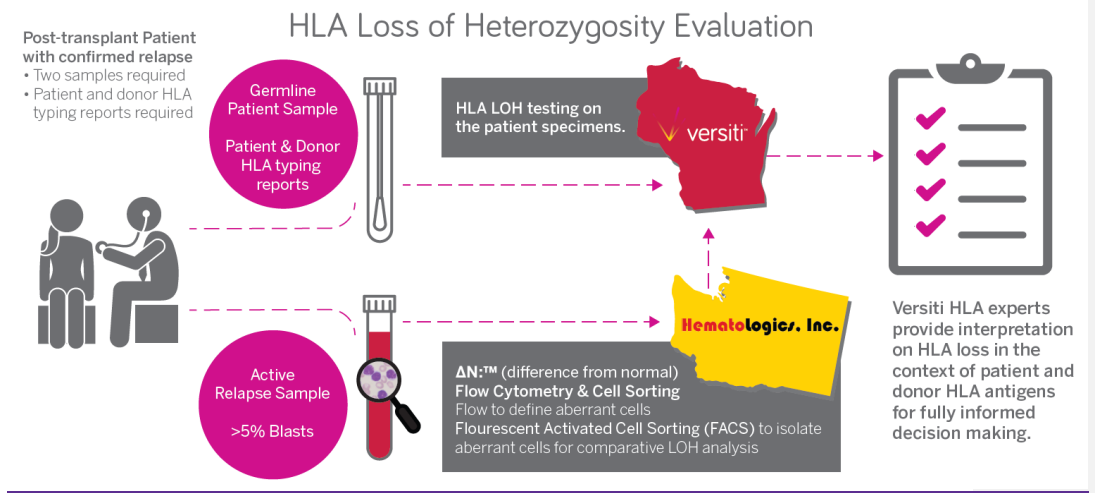 HLA Loss of Heterozygosity Evaluation
Post-transplant Patient
with confirmed relapse
• Two samples required
• Patient and donor HLA
typing reports required
Germline
Patient Sample
Patient & Donor
HLA typing
reports
HLA LOH testing on
the patient specimens.
versiti™
Active
Relapse Sample
>5% Blasts
HematoLogics, Inc.
ΔN:™ (difference from normal)
Flow Cytometry & Cell Sorting
Flow to define aberrant cells
Flourescent Activated Cell Sorting (FACS) to isolate
aberrant cells for comparative LOH analysis
Versiti HLA experts
provide interpretation
on HLA loss in the
context of patient and
donor HLA antigens
for fully informed
decision making.